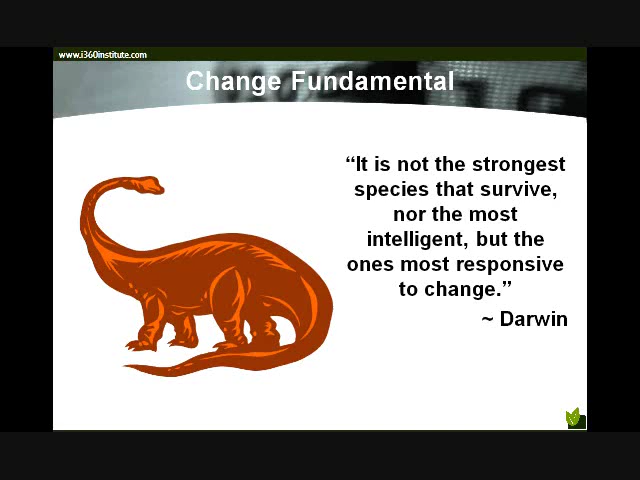 www.i360institute.com
Change Fundamental
“It is not the strongest
species that survive,
nor the most
intelligent, but the
ones most responsive
to change.”
~ Darwin